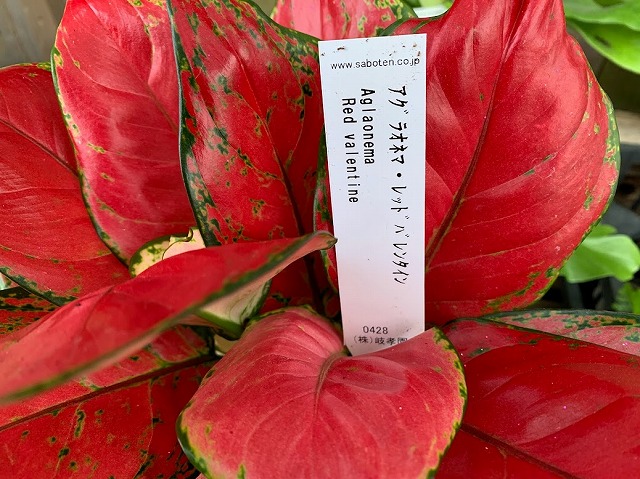 www.saboten.co.jp
アグラオネマ・レッドバレンタイン
Aglaonema
Red valentine
0428
(株)岐孝園